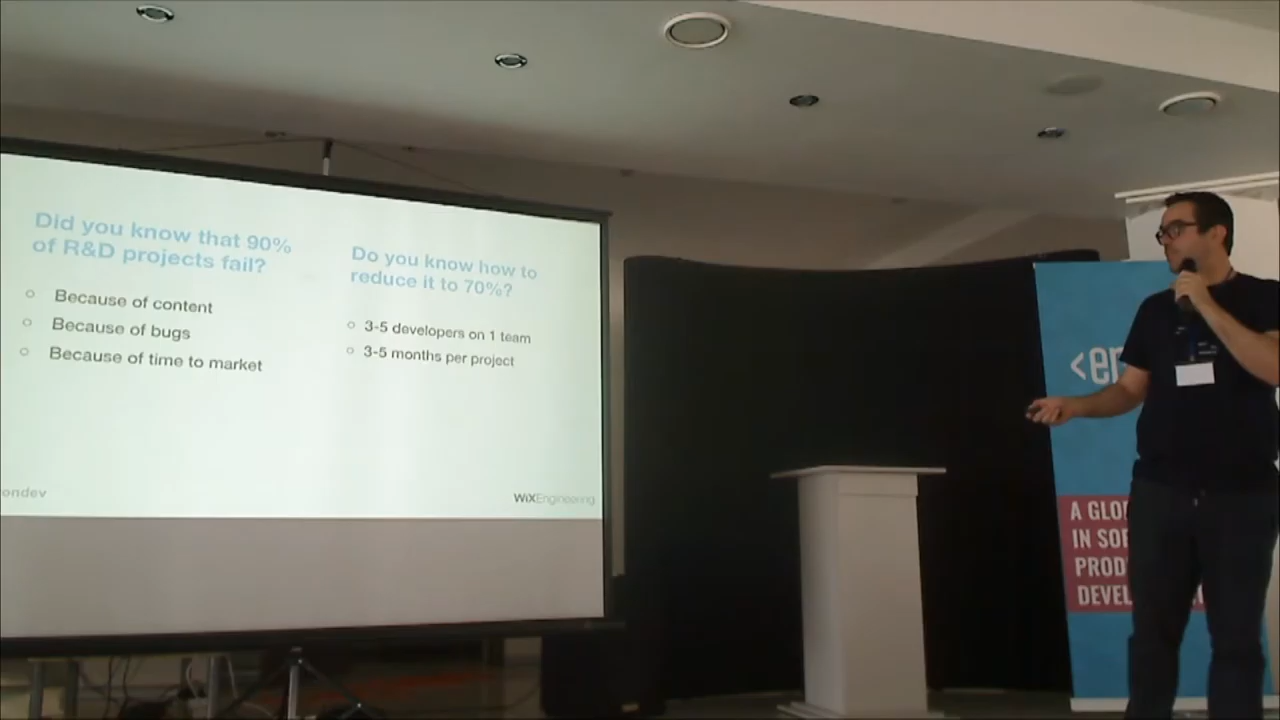 Did you know that 90%
of R&D projects fail?
Because of content
Because of bugs
Because of time to market
Do you know how to
reduce it to 70%?
3-5 developers on 1 team
3-5 months per project
ondev
WiXEngineering
<e
A GLO
IN SO
PROD
DEVEL